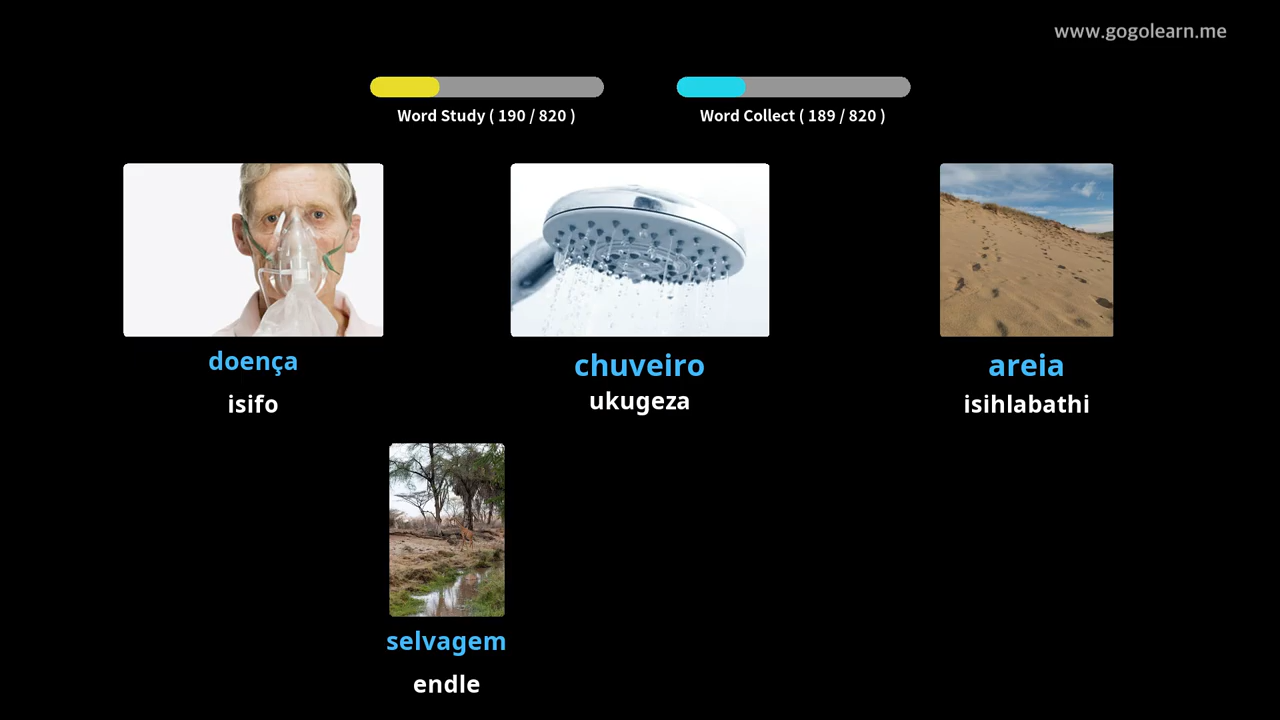 www.gogolearn.me
Word Study ( 190 / 820 )
Word Collect ( 189 / 820 )
doença
isifo
chuveiro
ukugeza
areia
isihlabathi
selvagem
endle